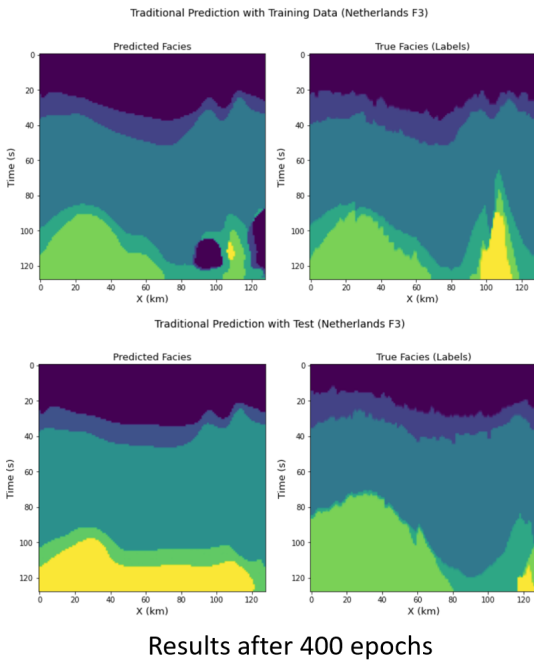 Traditional Prediction with Training Data (Netherlands F3)
Predicted Facies
True Facies (Labels)
0
20
40
60
80
100
120
Time (s)
0 20 40 60 80 100 120
X (km)
0
20
40
60
80
100
120
Time (s)
0 20 40 60 80 100 120
X (km)
Traditional Prediction with Test (Netherlands F3)
Predicted Facies
True Facies (Labels)
0
20
40
60
80
100
120
Time (s)
0 20 40 60 80 100 120
X (km)
0
20
40
60
80
100
120
Time (s)
0 20 40 60 80 100 120
X (km)
Results after 400 epochs